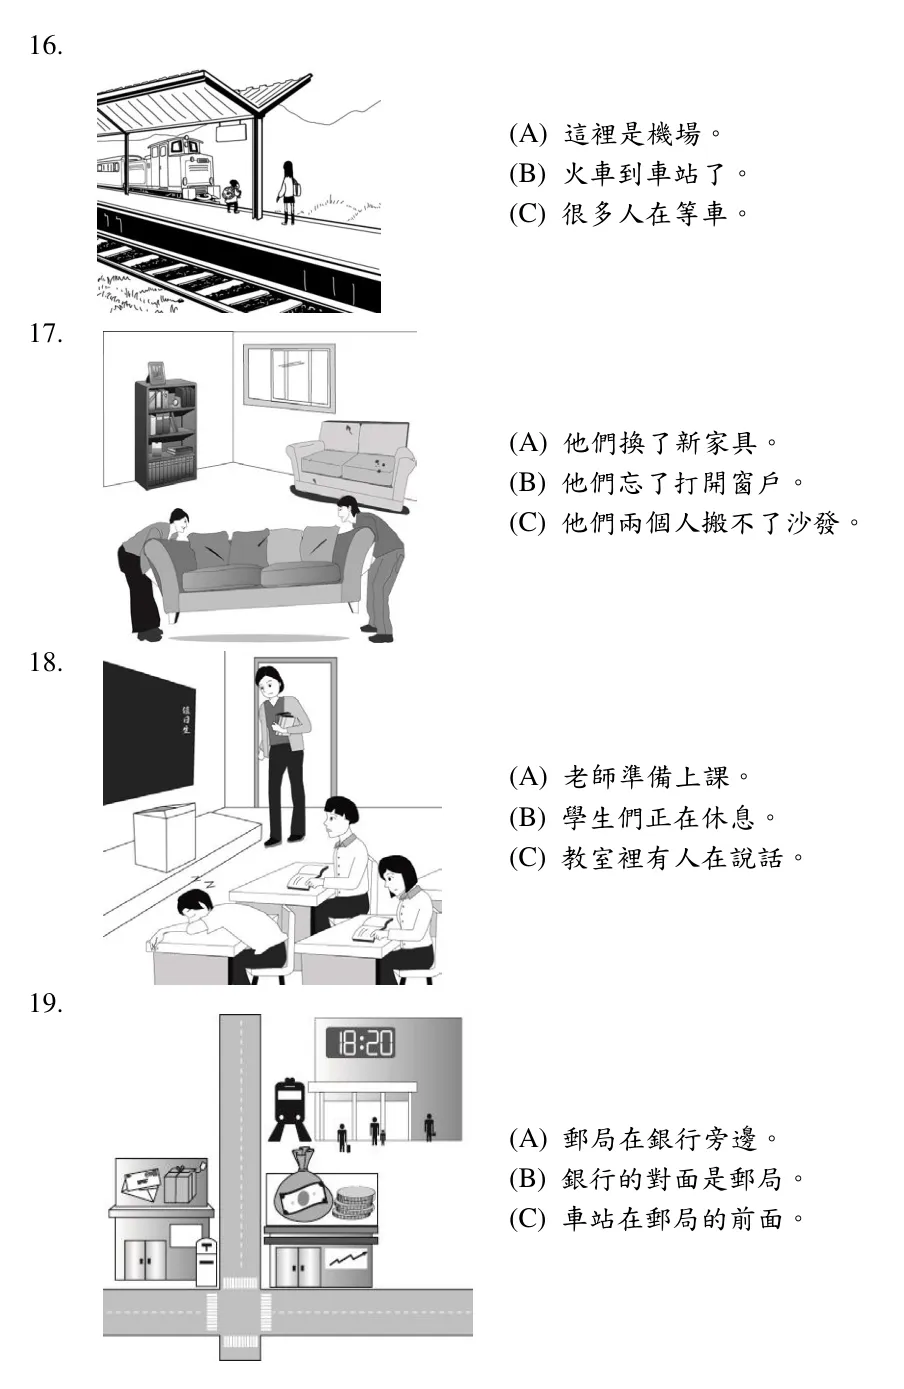 16.
(A) 這裡是機場。
(B) 火車到車站了。
(C) 很多人在等車。
17.
(A) 他們換了新家具。
(B) 他們忘了打開窗戶。
(C) 他們兩個人搬不了沙發。
18.
張日生
(A) 老師準備上課。
(B) 學生們正在休息。
(C) 教室裡有人在說話。
19.
18:20
(A) 郵局在銀行旁邊。
(B) 銀行的對面是郵局。
(C) 車站在郵局的前面。